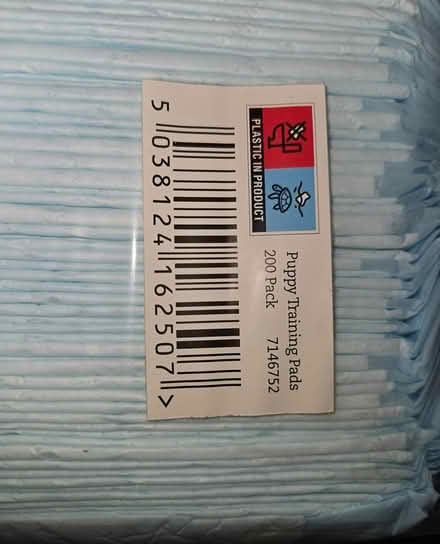 PLASTIC IN PRODUCT
Puppy Training Pads
200 Pack 7146752
5 038124 162507 >